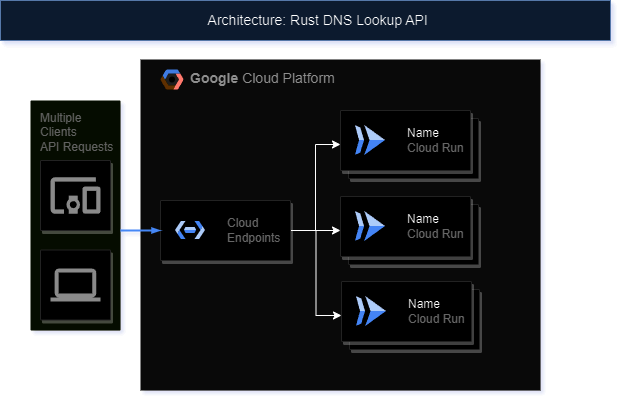 Architecture: Rust DNS Lookup API
Google Cloud Platform
Multiple
Clients
API Requests
Cloud
Endpoints
Name
Cloud Run
Name
Cloud Run
Name
Cloud Run